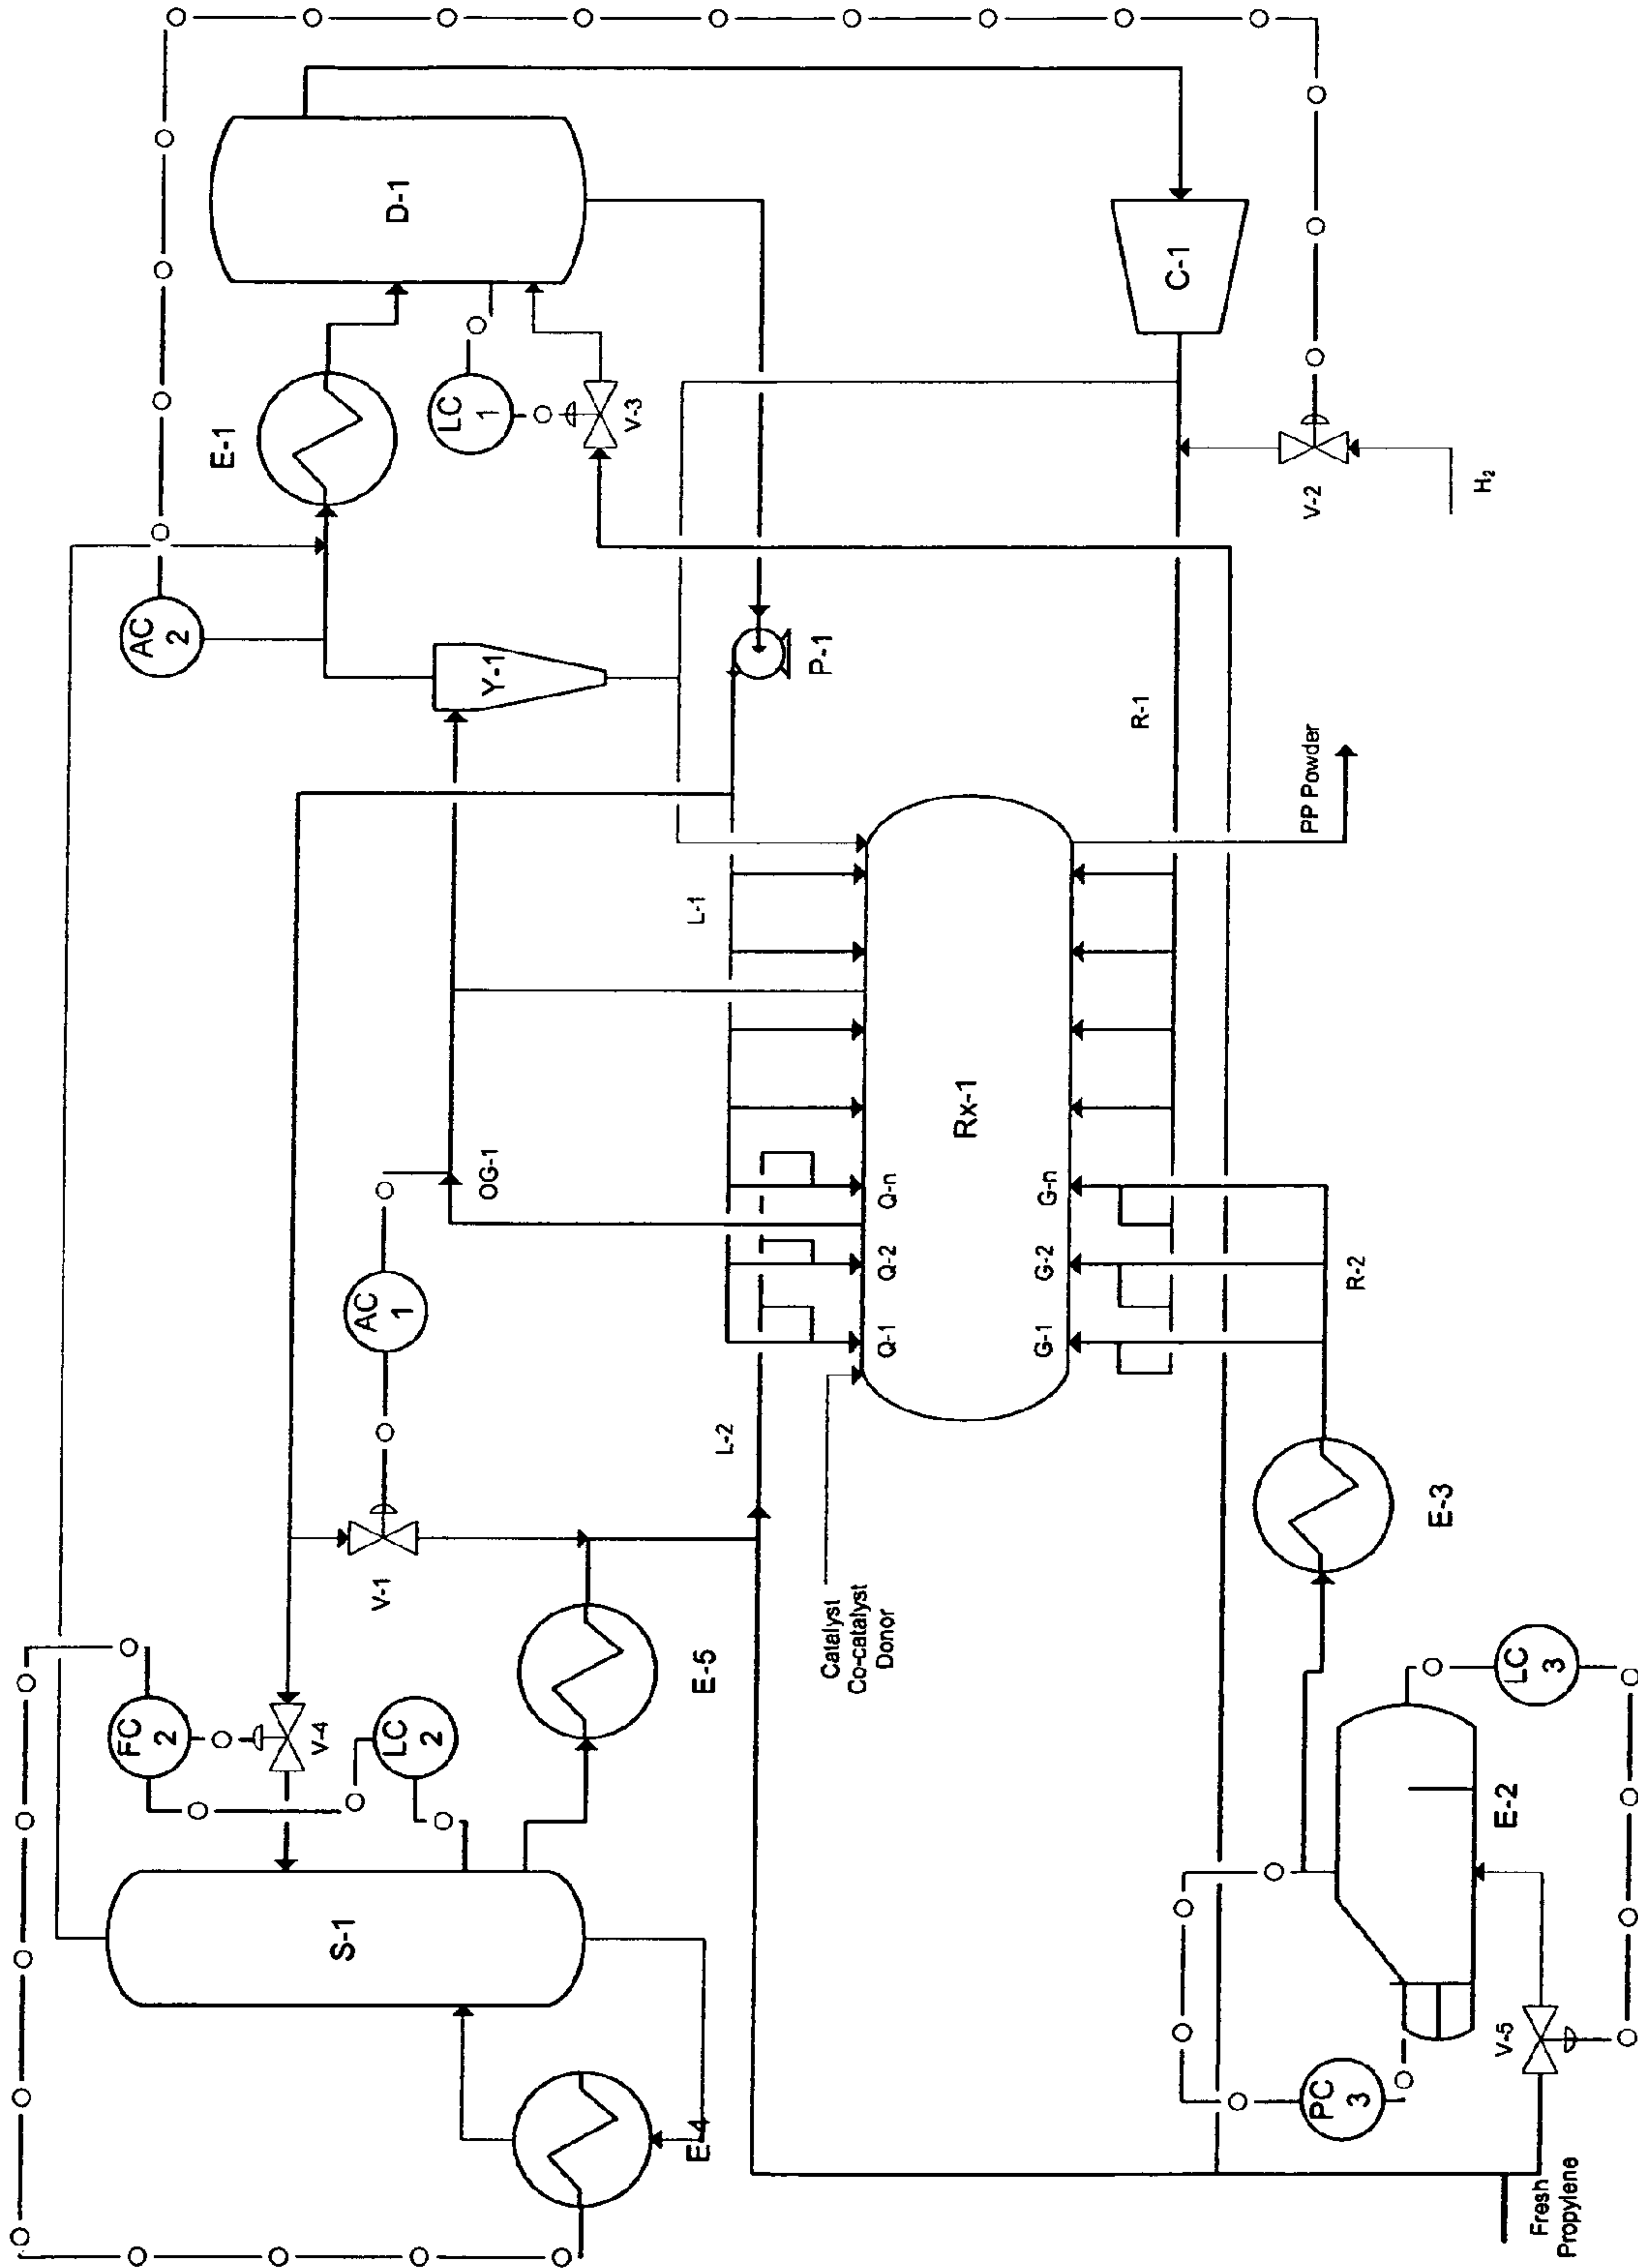 D-1
E-1
LC
1
V-3
C-1
V-2
H₂
AC
2
Y-1
P-1
R-1
PP Powder
L-1
OG-1
AC
1
Rx-1
Q-n
Q-2
Q-1
G-n
G-2
G-1
R-2
L-2
V-1
Catalyst
Co-catalyst
Donor
E-3
E-5
FC
2
V-4
LC
2
S-1
E-4
LC
3
E-2
V-5
PC
3
Fresh
Propylene